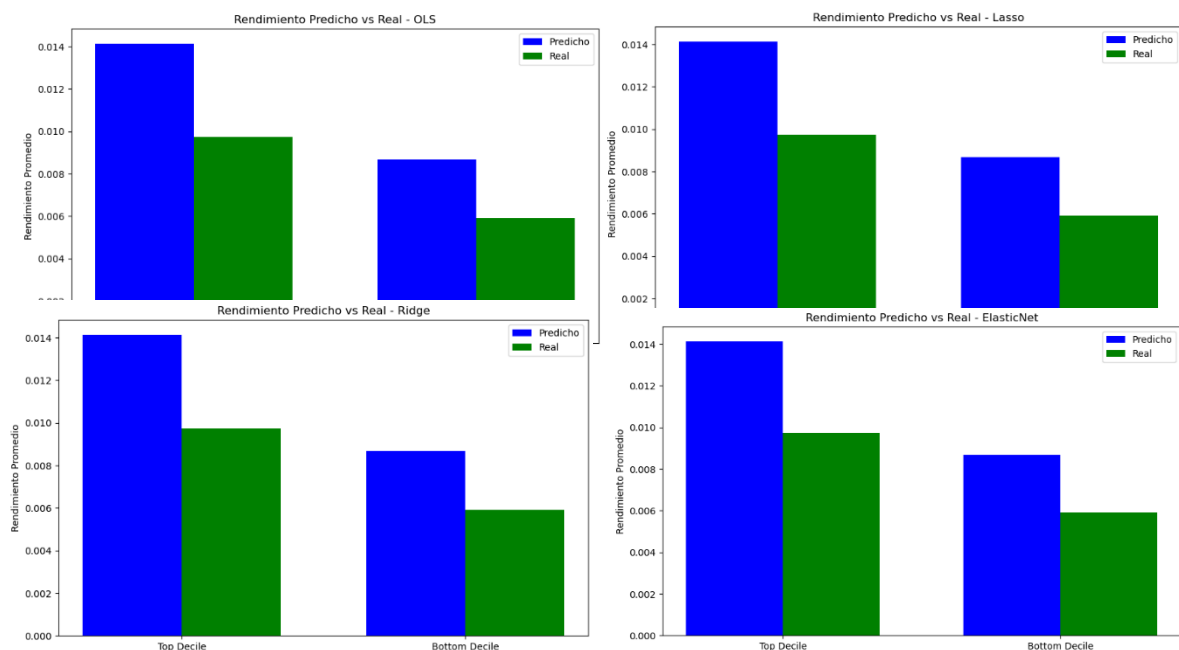 Rendimiento Predicho vs Real - OLS
Predicho
Real
Rendimiento Promedio
0.014
0.012
0.010
0.008
0.006
0.004
Rendimiento Predicho vs Real - Lasso
Predicho
Real
Rendimiento Promedio
0.014
0.012
0.010
0.008
0.006
0.004
0.002
Rendimiento Predicho vs Real - Ridge
Predicho
Real
Rendimiento Promedio
0.014
0.012
0.010
0.008
0.006
0.004
0.002
0.000
Top Decile
Bottom Decile
Rendimiento Predicho vs Real - ElasticNet
Predicho
Real
Rendimiento Promedio
0.014
0.012
0.010
0.008
0.006
0.004
0.002
0.000
Top Decile
Bottom Decile